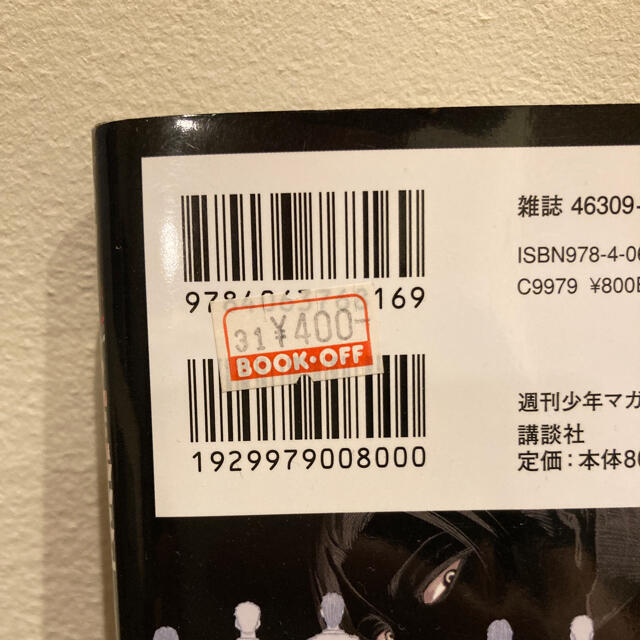 雑誌 46309-
ISBN978-4-06
C9979 ¥800E
9784063768169
31 ¥400-
BOOK・OFF
1929979008000
週刊少年マガ
講談社
定価：本体80